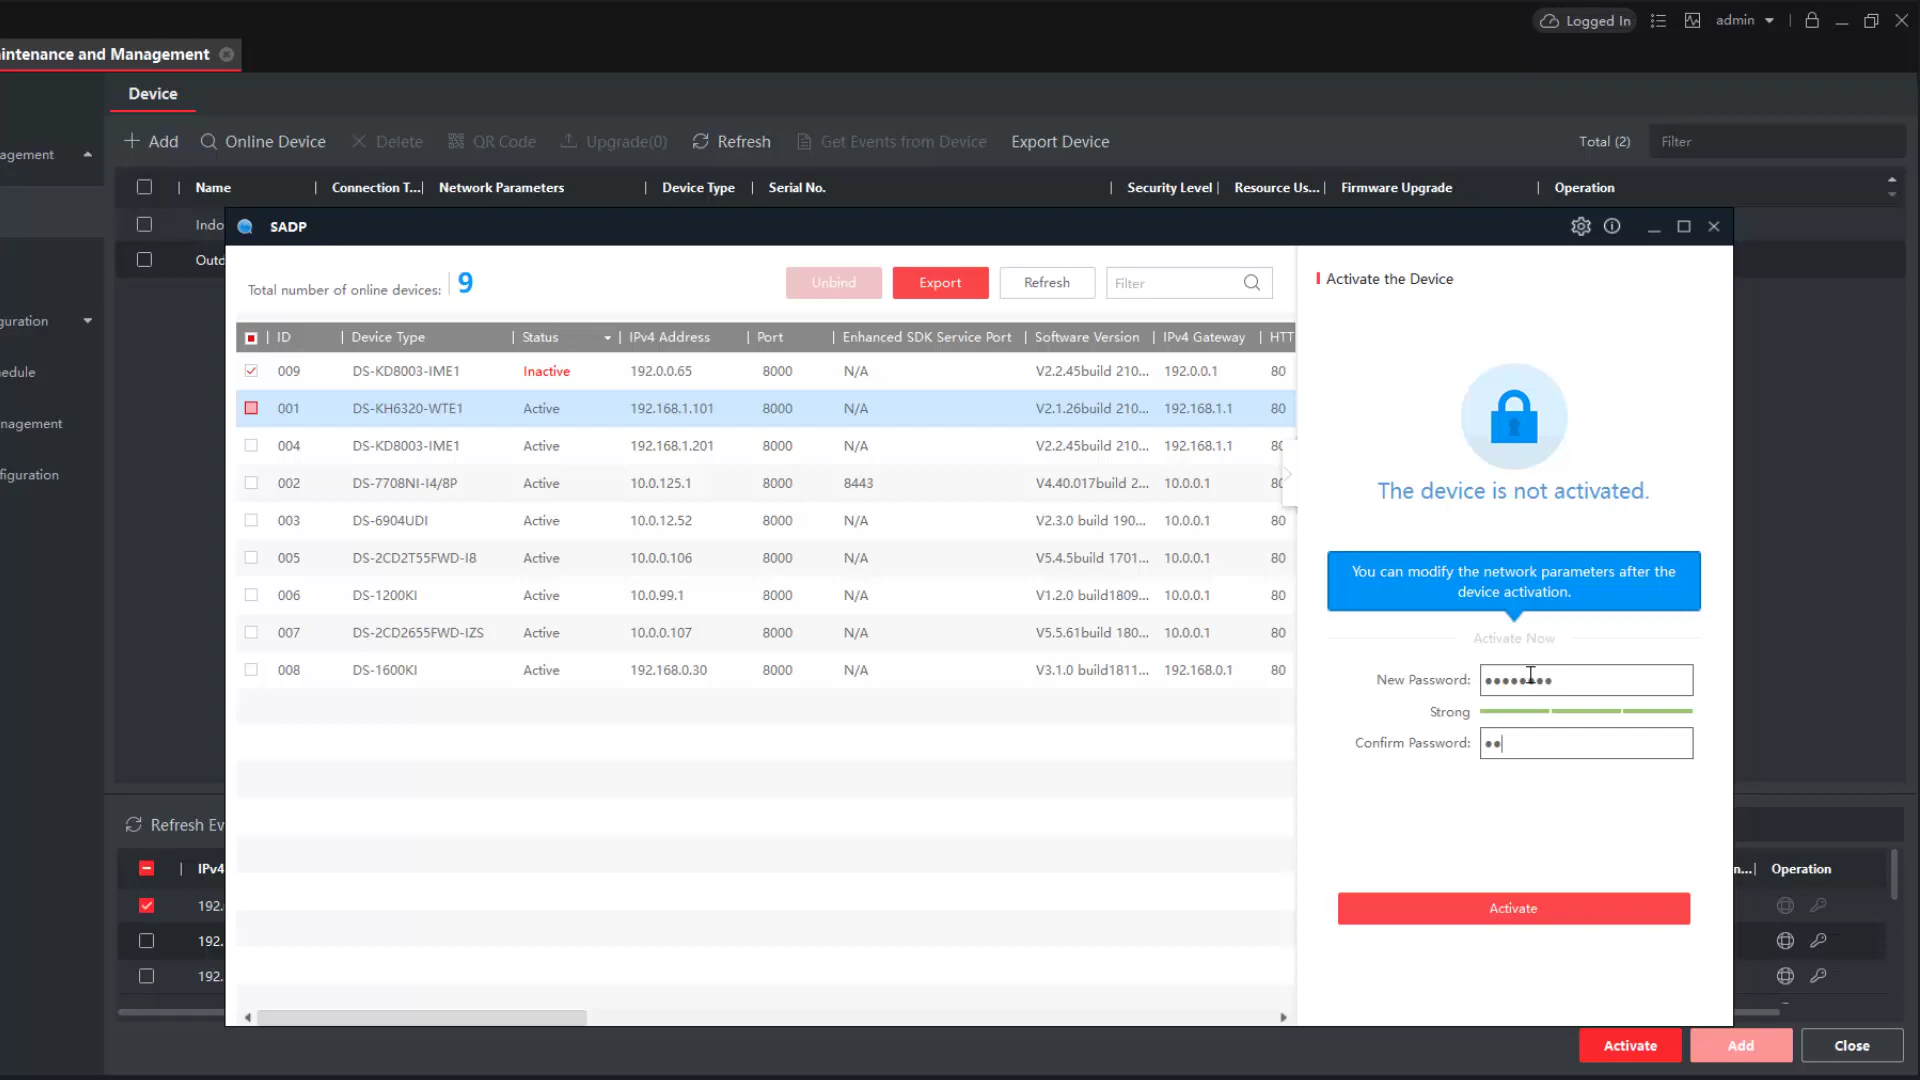 Logged In
admin
intenance and Management
Device
agement
Add
Online Device
Delete
QR Code
Upgrade(0)
Refresh
Get Events from Device
Export Device
Total (2)
Filter
Name
Connection T...
Network Parameters
Device Type
Serial No.
Security Level
Resource Us...
Firmware Upgrade
Operation
Indo
Outd
guration
edule
nagement
figuration
SADP
Total number of online devices: 9
Unbind
Export
Refresh
Filter
ID Device Type Status IPv4 Address Port Enhanced SDK Service Port Software Version IPv4 Gateway HTT
009 DS-KD8003-IME1 Inactive 192.0.0.65 8000 N/A V2.2.45build 210... 192.0.0.1 80
001 DS-KH6320-WTE1 Active 192.168.1.101 8000 N/A V2.1.26build 210... 192.168.1.1 80
004 DS-KD8003-IME1 Active 192.168.1.201 8000 N/A V2.2.45build 210... 192.168.1.1 80
002 DS-7708NI-I4/8P Active 10.0.125.1 8000 8443 V4.40.017build 2... 10.0.0.1 80
003 DS-6904UDI Active 10.0.12.52 8000 N/A V2.3.0 build 190... 10.0.0.1 80
005 DS-2CD2T55FWD-I8 Active 10.0.0.106 8000 N/A V5.4.5build 1701... 10.0.0.1 80
006 DS-1200KI Active 10.0.99.1 8000 N/A V1.2.0 build1809... 10.0.0.1 80
007 DS-2CD2655FWD-IZS Active 10.0.0.107 8000 N/A V5.5.61build 180... 10.0.0.1 80
008 DS-1600KI Active 192.168.0.30 8000 N/A V3.1.0 build1811... 192.168.0.1 80
Activate the Device
The device is not activated.
You can modify the network parameters after the
device activation.
Activate Now
New Password: ••••••••
Strong
Confirm Password: ••
Activate
Refresh Ev
IPv4
n...
Operation
192.
192.
192.
Activate
Add
Close